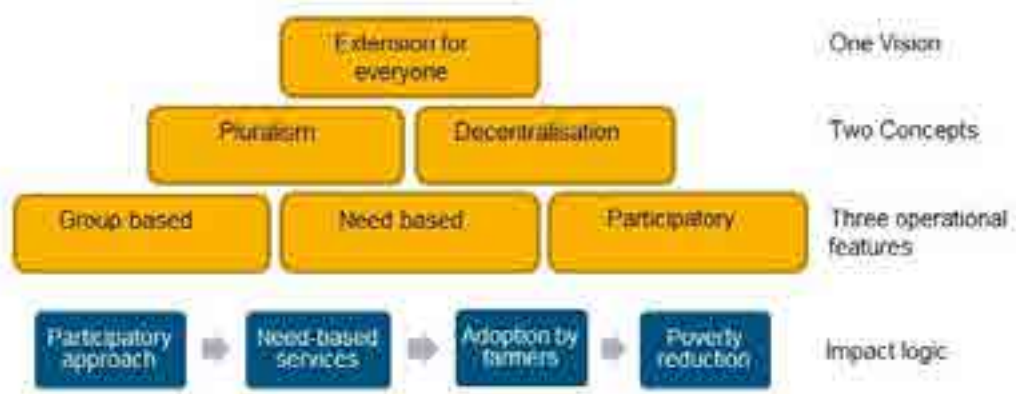 Extension for
everyone
One Vision
Pluralism
Decentralisation
Two Concepts
Group based
Need based
Participatory
Three operational
features
Participatory
approach
Need-based
services
Adoption by
farmers
Poverty
reduction
Impact logic